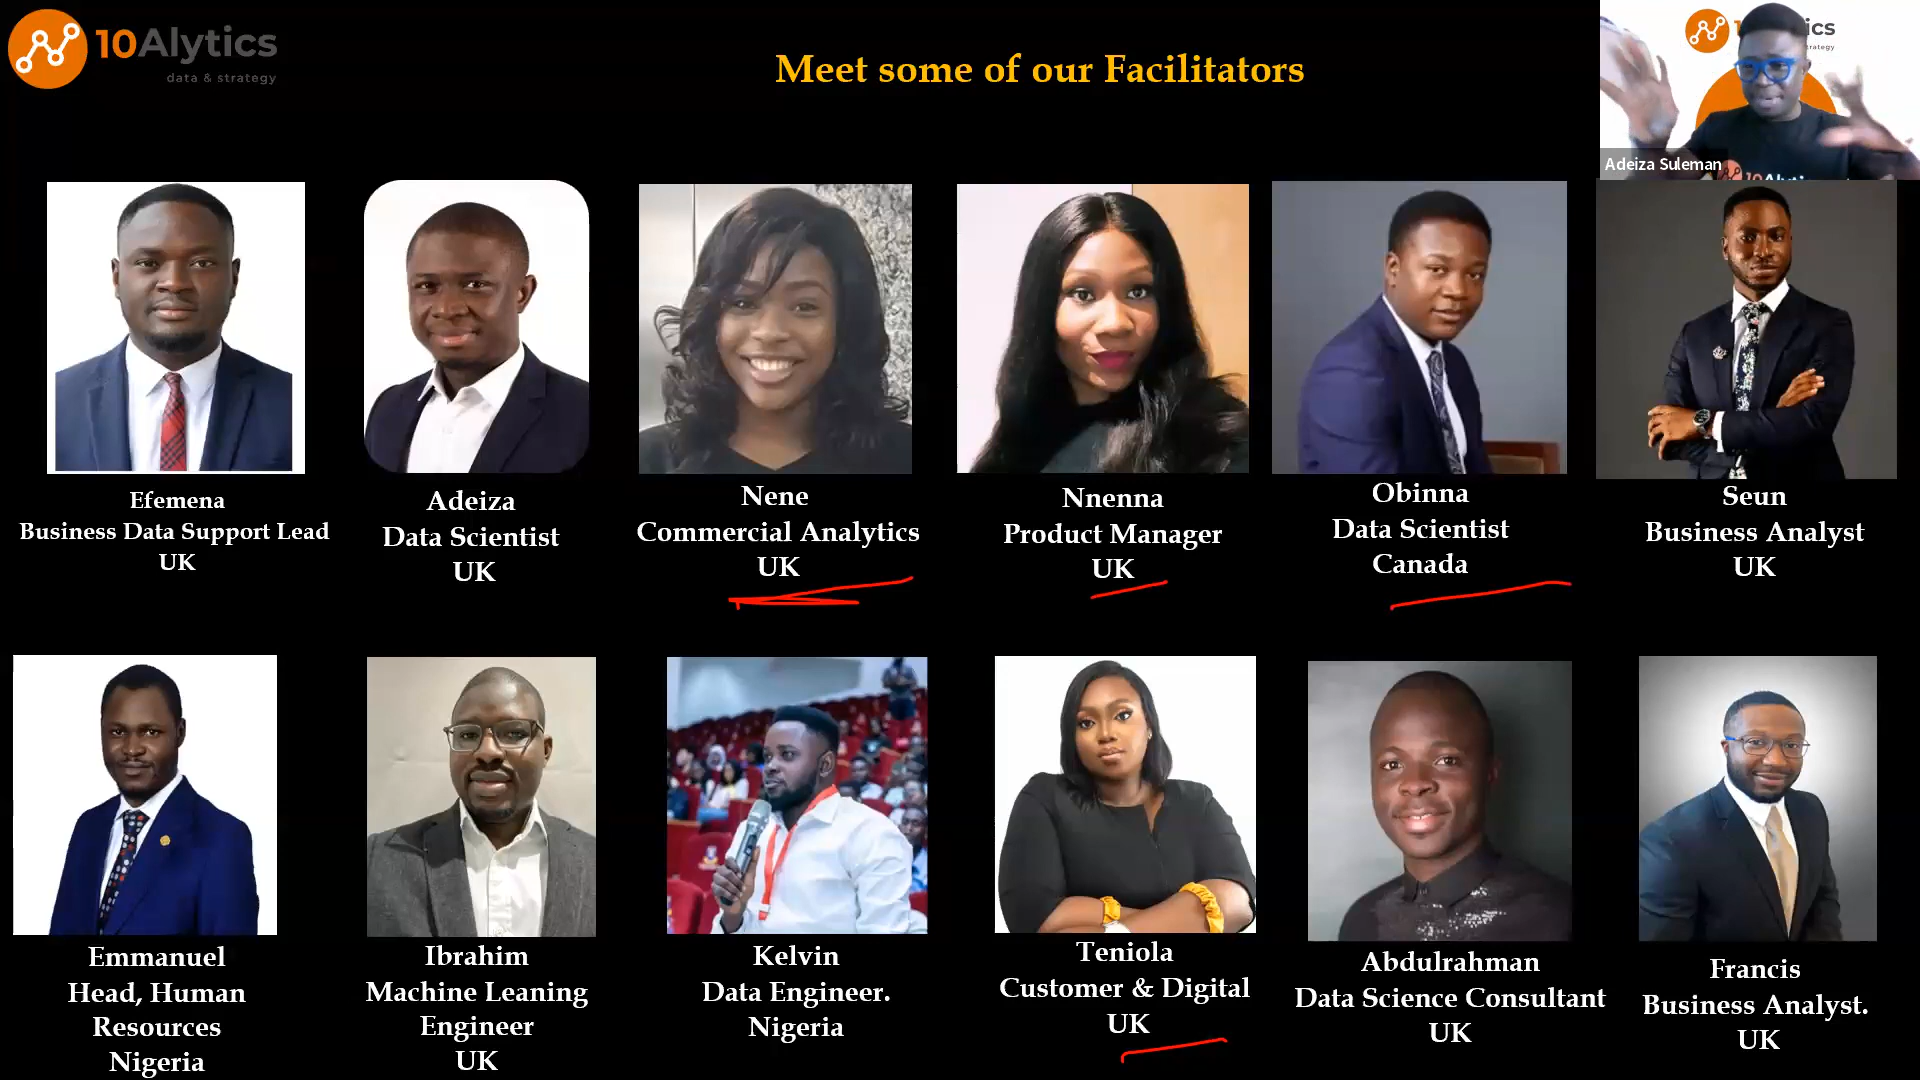 10Alytics
data & strategy
Meet some of our Facilitators
Adeiza Suleman
Efemena
Business Data Support Lead
UK
Adeiza
Data Scientist
UK
Nene
Commercial Analytics
UK
Nnenna
Product Manager
UK
Obinna
Data Scientist
Canada
Seun
Business Analyst
UK
Emmanuel
Head, Human
Resources
Nigeria
Ibrahim
Machine Leaning
Engineer
UK
Kelvin
Data Engineer.
Nigeria
Teniola
Customer & Digital
UK
Abdulrahman
Data Science Consultant
UK
Francis
Business Analyst.
UK